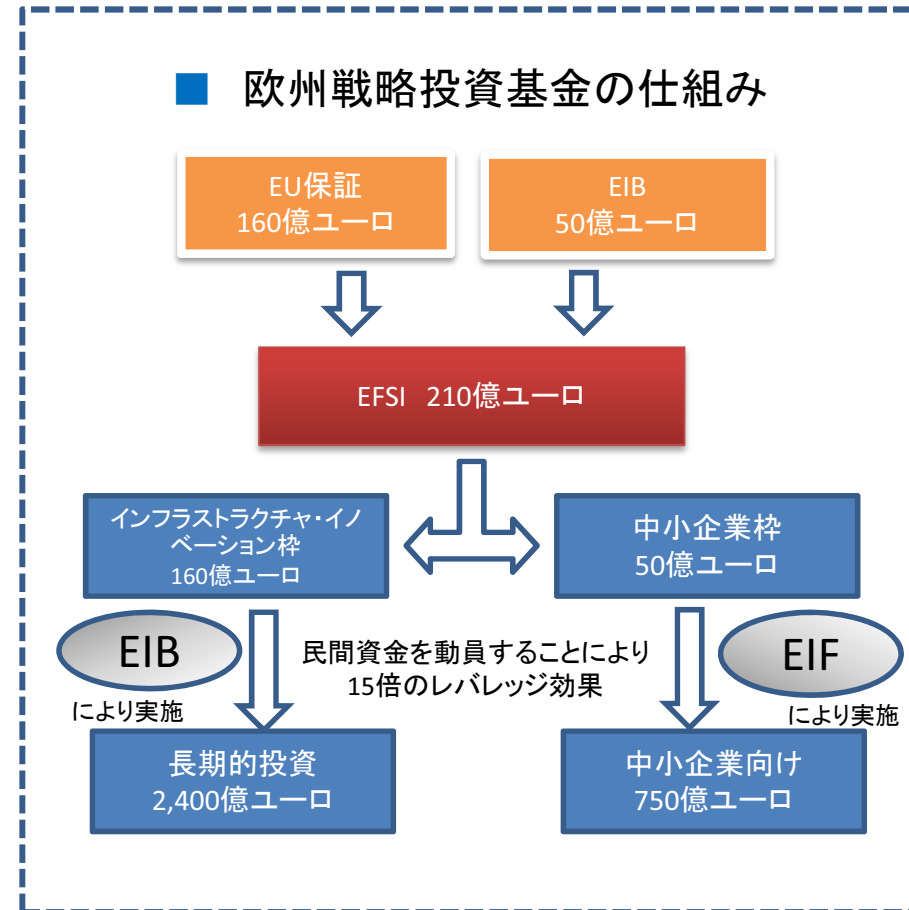 ■ 欧州戦略投資基金の仕組み
EU保証
160億ユーロ
EIB
50億ユーロ
EFSI 210億ユーロ
インフラストラクチャ・イノ
ベーション枠
160億ユーロ
中小企業枠
50億ユーロ
EIB
により実施
民間資金を動員することにより
15倍のレバレッジ効果
EIF
により実施
長期的投資
2,400億ユーロ
中小企業向け
750億ユーロ